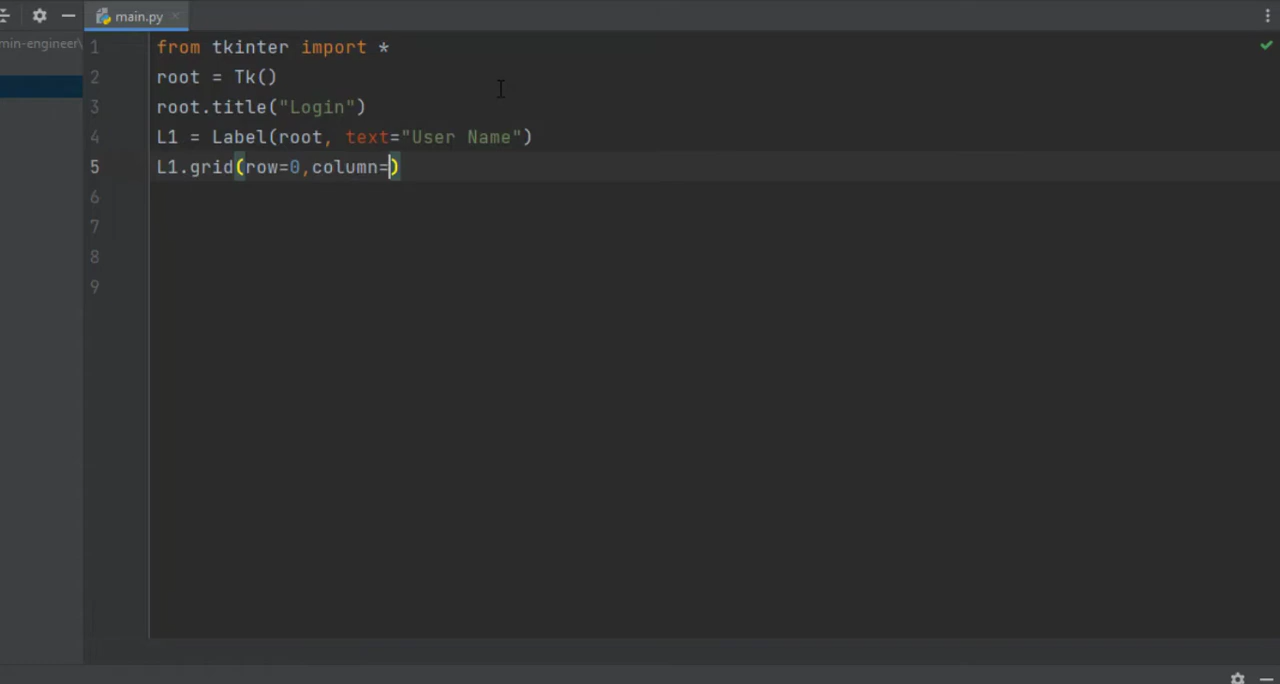 main.py
min-engineer\
1 from tkinter import *
2 root = Tk()
3 root.title("Login")
4 L1 = Label(root, text="User Name")
5 L1.grid(row=0,column=)
6
7
8
9